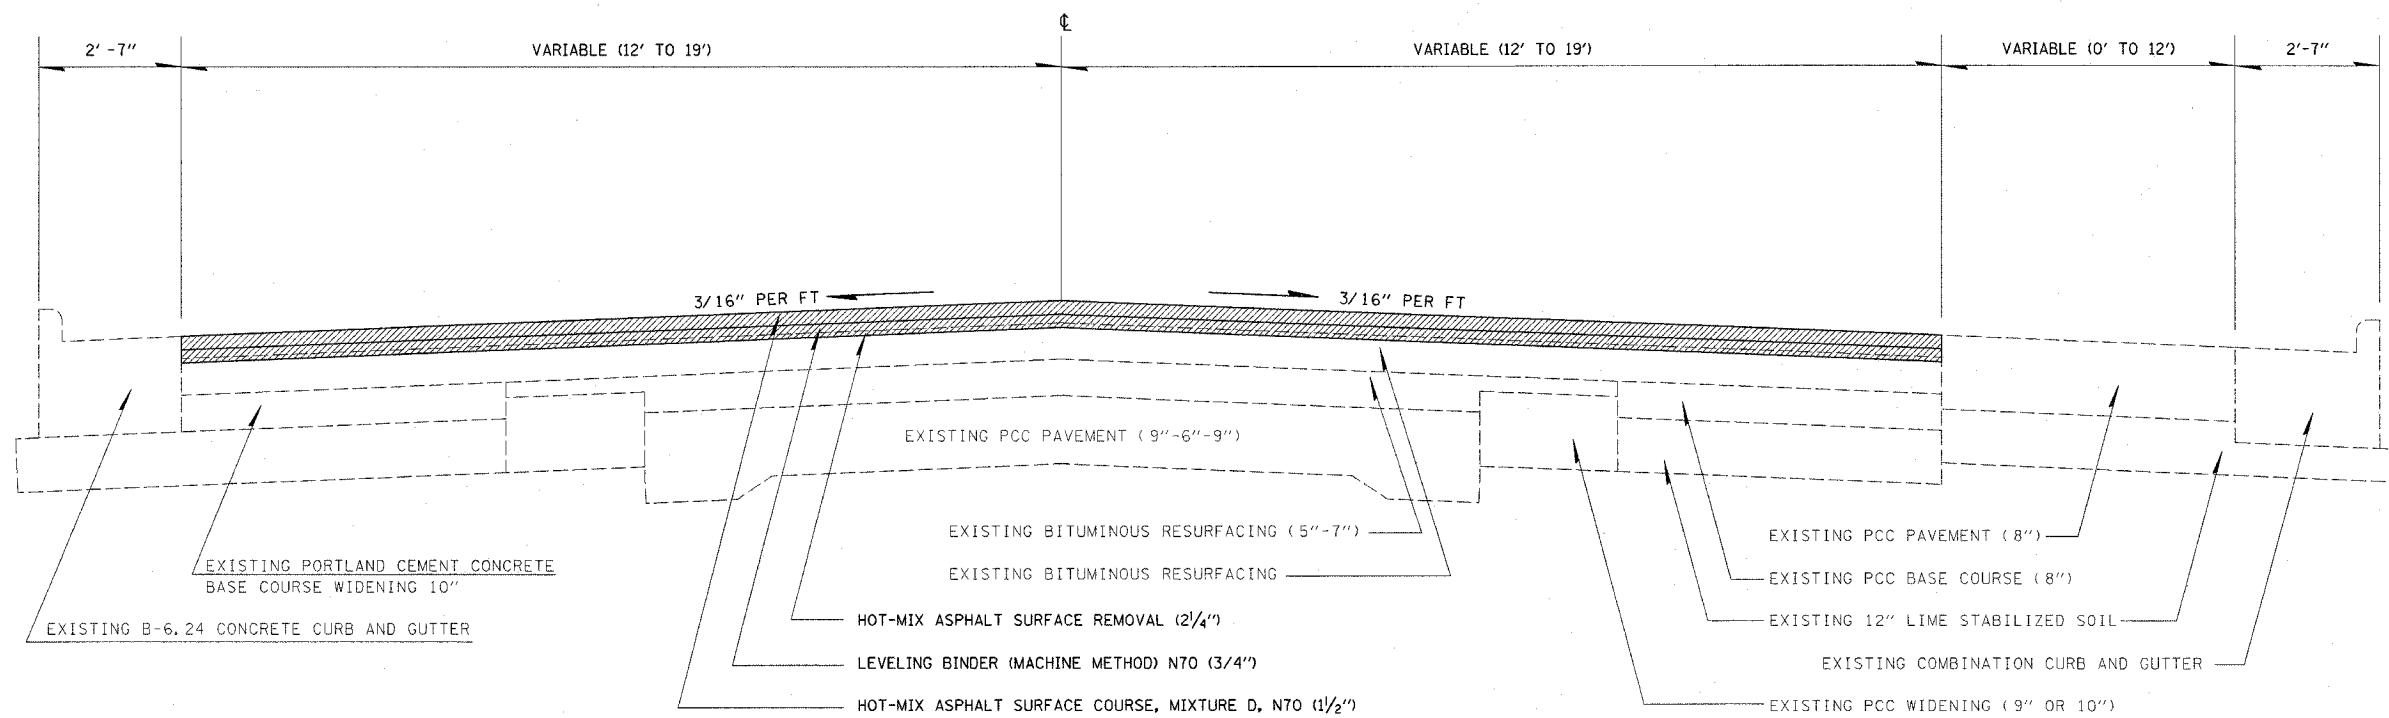 ℄
2'-7" VARIABLE (12' TO 19') VARIABLE (12' TO 19') VARIABLE (0' TO 12') 2'-7"
3/16" PER FT 3/16" PER FT
EXISTING PCC PAVEMENT (9"-6"-9")
EXISTING BITUMINOUS RESURFACING (5"-7")
EXISTING BITUMINOUS RESURFACING
HOT-MIX ASPHALT SURFACE REMOVAL (2¼")
LEVELING BINDER (MACHINE METHOD) N70 (3/4")
HOT-MIX ASPHALT SURFACE COURSE, MIXTURE D, N70 (1½")
EXISTING PORTLAND CEMENT CONCRETE
BASE COURSE WIDENING 10"
EXISTING B-6.24 CONCRETE CURB AND GUTTER
EXISTING PCC PAVEMENT (8")
EXISTING PCC BASE COURSE (8")
EXISTING 12" LIME STABILIZED SOIL
EXISTING COMBINATION CURB AND GUTTER
EXISTING PCC WIDENING (9" OR 10")